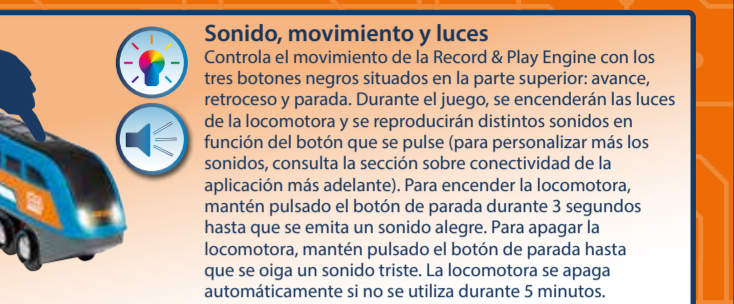 Sonido, movimiento y luces
Controla el movimiento de la Record & Play Engine con los
tres botones negros situados en la parte superior: avance,
retroceso y parada. Durante el juego, se encenderán las luces
de la locomotora y se reproducirán distintos sonidos en
función del botón que se pulse (para personalizar más los
sonidos, consulta la sección sobre conectividad de la
aplicación más adelante). Para encender la locomotora,
mantén pulsado el botón de parada durante 3 segundos
hasta que se emita un sonido alegre. Para apagar la
locomotora, mantén pulsado el botón de parada hasta
que se oiga un sonido triste. La locomotora se apaga
automáticamente si no se utiliza durante 5 minutos.